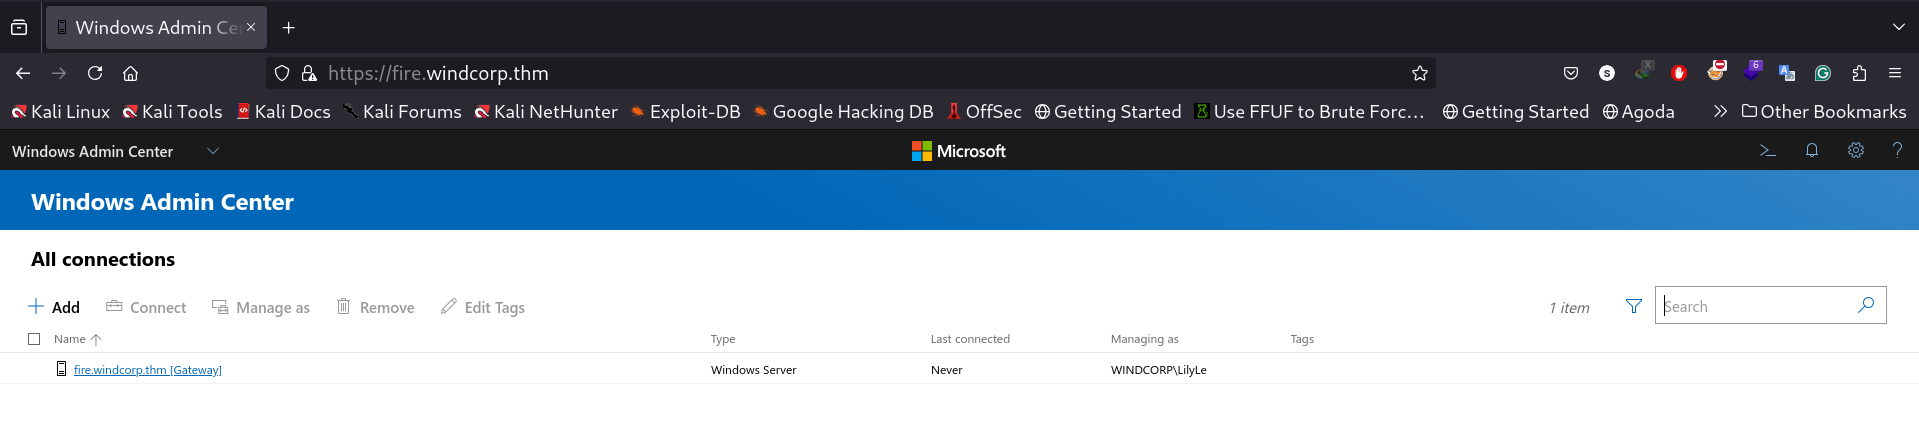 Windows Admin Cer
https://fire.windcorp.thm
S X 6
Kali Linux Kali Tools Kali Docs Kali Forums Kali NetHunter Exploit-DB Google Hacking DB OffSec Getting Started Use FFUF to Brute Forc... Getting Started Agoda Other Bookmarks
Windows Admin Center Microsoft ?
Windows Admin Center
All connections
Add Connect Manage as Remove Edit Tags 1 item Search
Name Type Last connected Managing as Tags
fire.windcorp.thm [Gateway] Windows Server Never WINDCORP\LilyLe